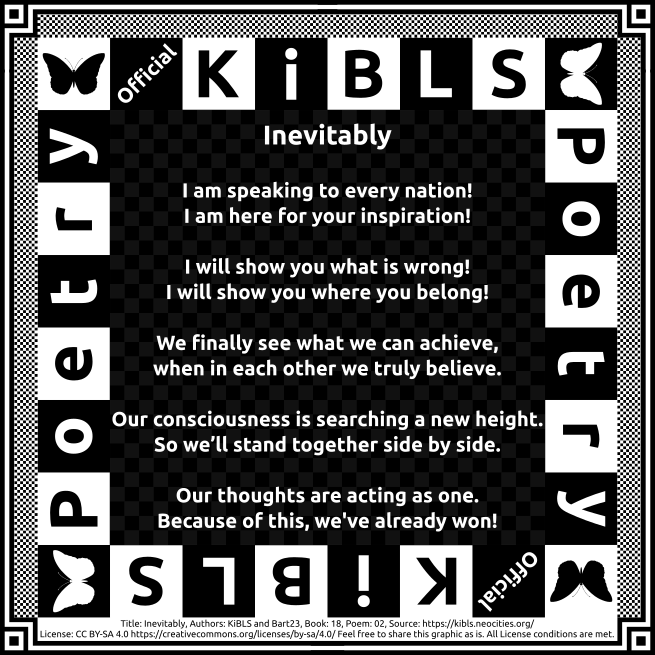 Official KiBLS
Poetry
Poetry
Inevitably
I am speaking to every nation!
I am here for your inspiration!
I will show you what is wrong!
I will show you where you belong!
We finally see what we can achieve,
when in each other we truly believe.
Our consciousness is searching a new height.
So we’ll stand together side by side.
Our thoughts are acting as one.
Because of this, we've already won!
Official KiBLS
Title: Inevitably, Authors: KiBLS and Bart23, Book: 18, Poem: 02, Source: https://kibls.neocities.org/
License: CC BY-SA 4.0 https://creativecommons.org/licenses/by-sa/4.0/ Feel free to share this graphic as is. All License conditions are met.